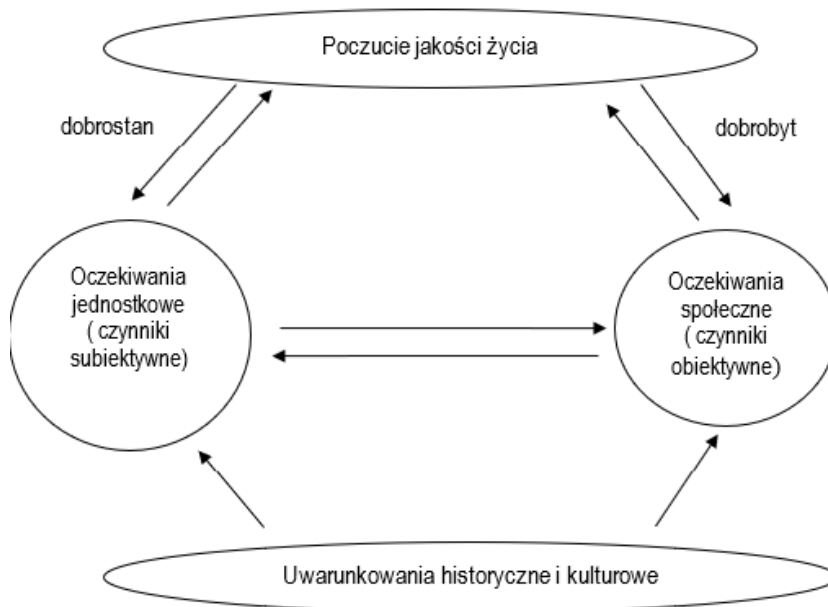 Poczucie jakości życia
dobrostan
dobrobyt
Oczekiwania
jednostkowe
( czynniki
subiektywne)
Oczekiwania
społeczne
( czynniki
obiektywne)
Uwarunkowania historyczne i kulturowe